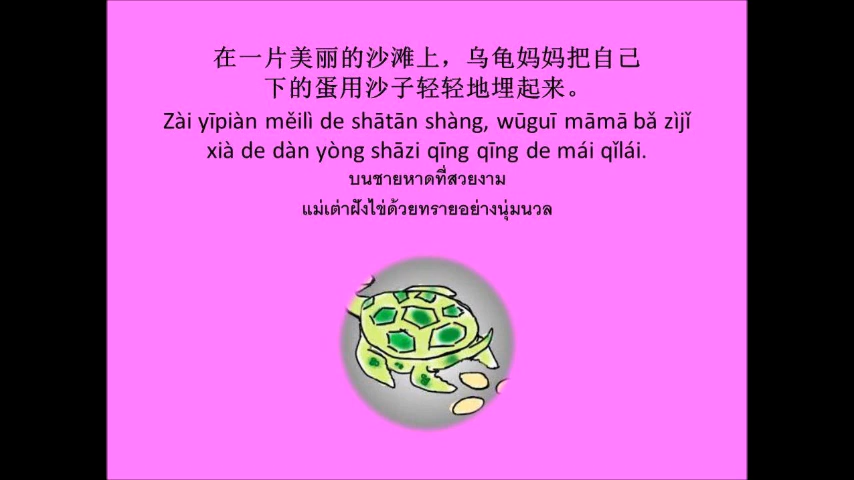 在一片美丽的沙滩上，乌龟妈妈把自己
下的蛋用沙子轻轻地埋起来。
Zài yīpiàn měilì de shātān shàng, wūguī māmā bǎ zìjǐ
xià de dàn yòng shāzi qīng qīng de mái qǐlái.
บนชายหาดที่สวยงาม
แม่เต่าฝังไข่ด้วยทรายอย่างนุ่มนวล